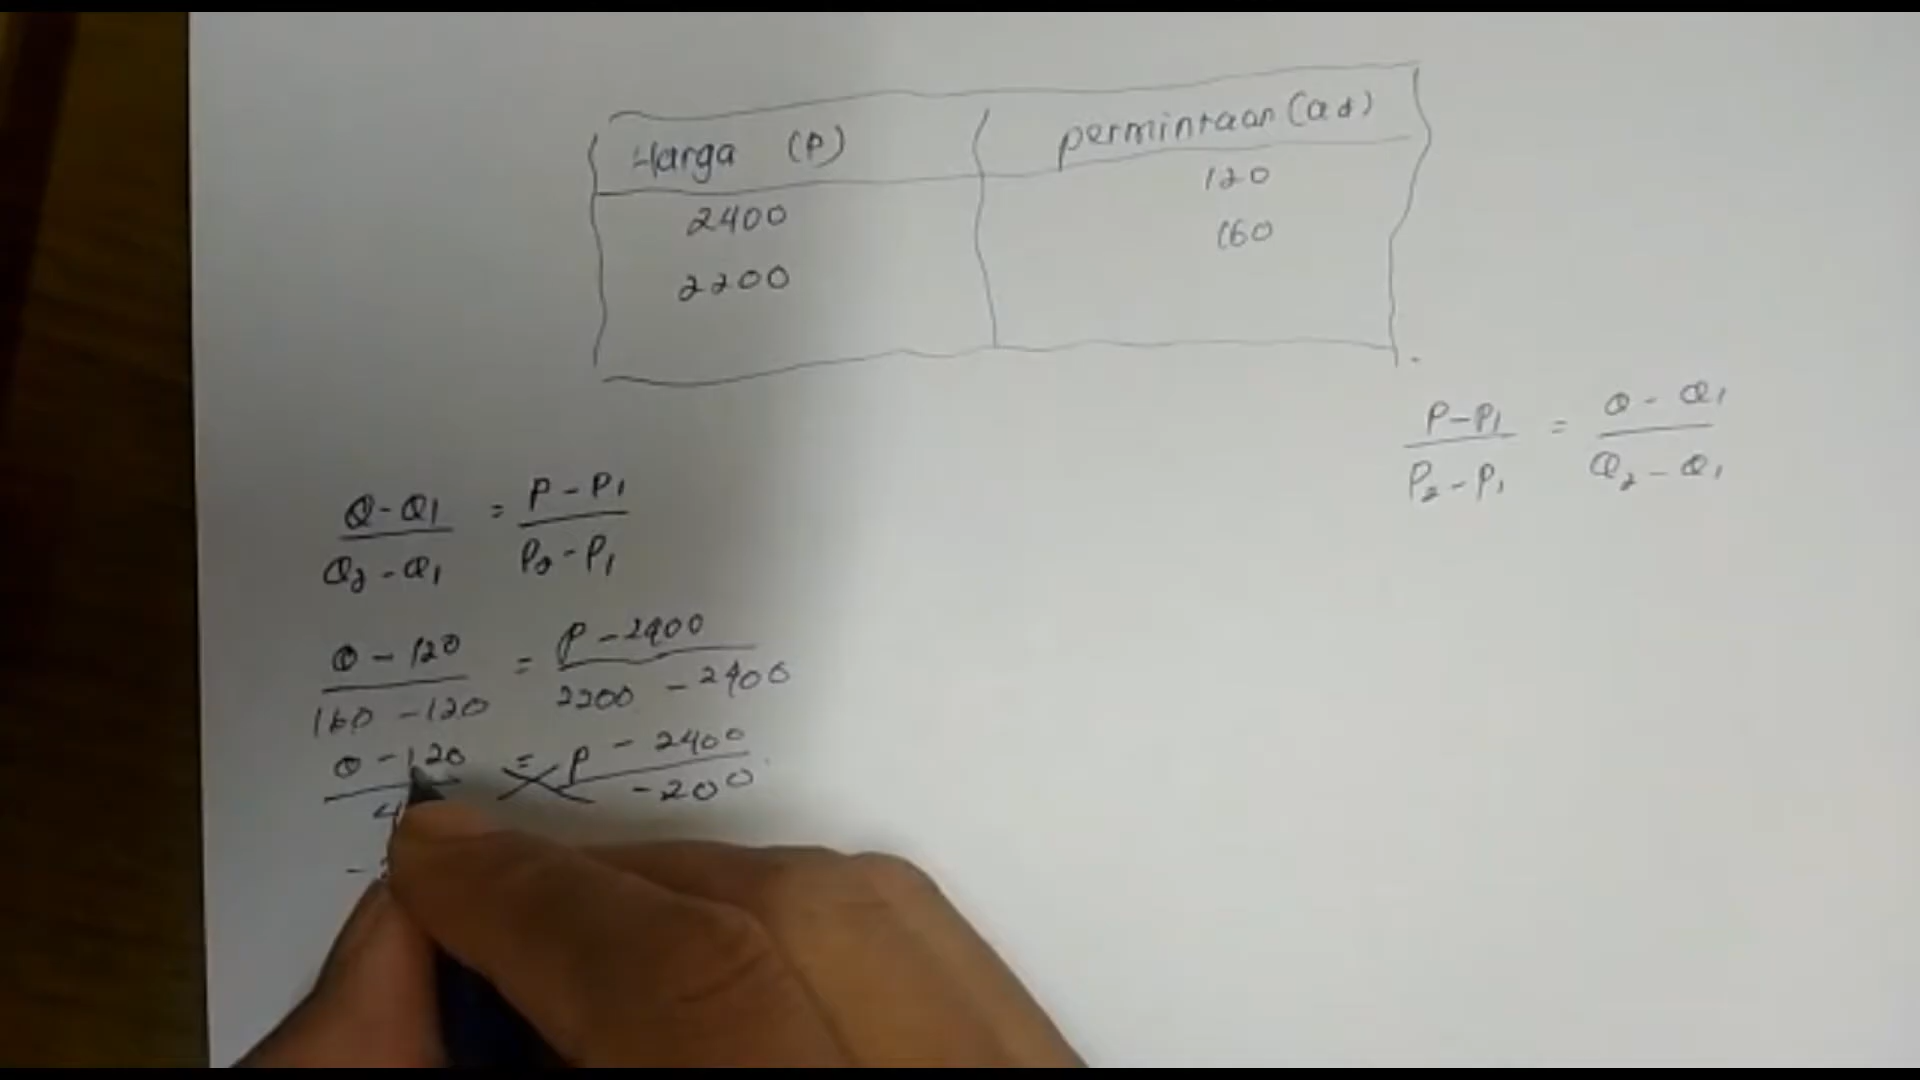 Harga (P) permintaan (Qd)
2400 120
2200 160
P-P1 / P2-P1 = Q-Q1 / Q2-Q1
Q-Q1 / Q2-Q1 = P-P1 / P2-P1
Q-120 / 160-120 = P-2400 / 2200-2400
Q-120 / 4 = P-2400 / -200
-